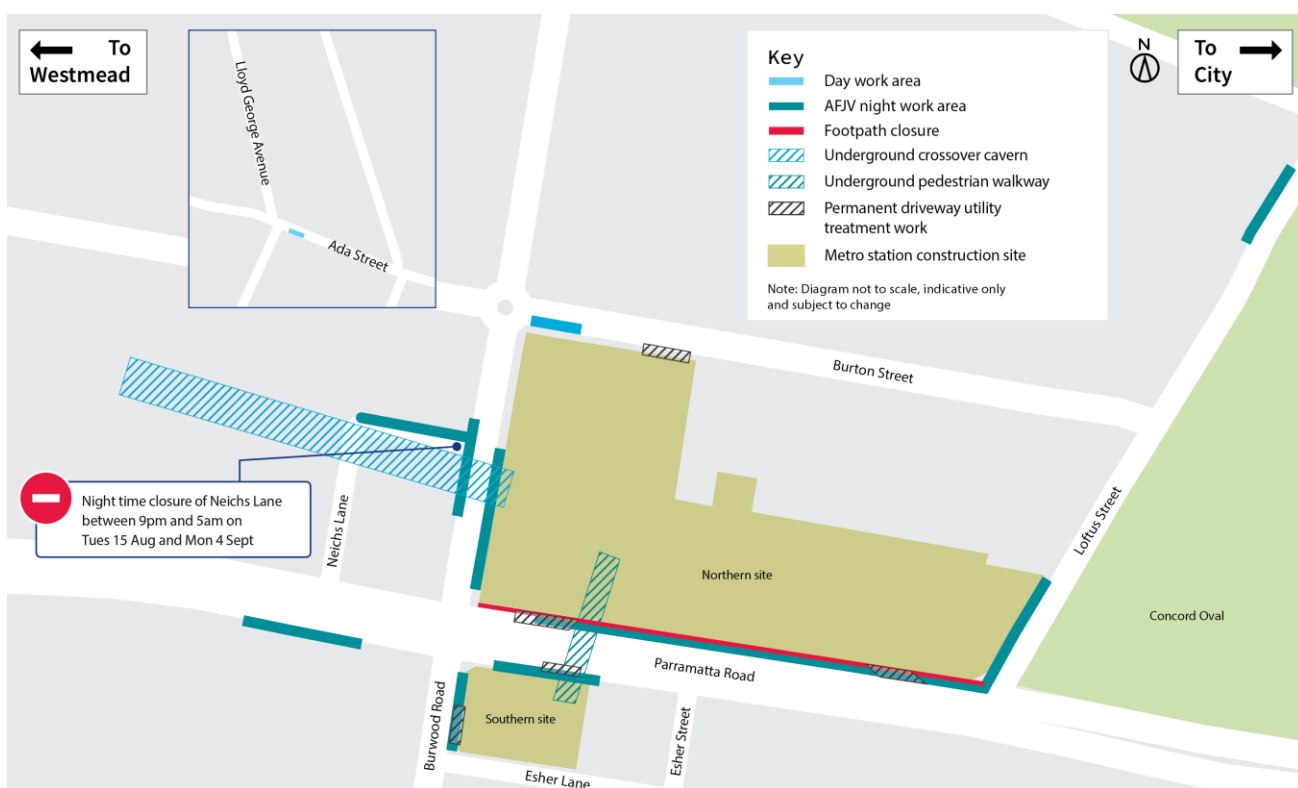 To
Westmead
Lloyd George Avenue
Ada Street
Key
Day work area
AFJV night work area
Footpath closure
Underground crossover cavern
Underground pedestrian walkway
Permanent driveway utility
treatment work
Metro station construction site
Note: Diagram not to scale, indicative only
and subject to change
N
To
City
Burton Street
Night time closure of Neichs Lane
between 9pm and 5am on
Tues 15 Aug and Mon 4 Sept
Neichs Lane
Northern site
Loftus Street
Concord Oval
Parramatta Road
Burwood Road
Southern site
Esher Street
Esher Lane